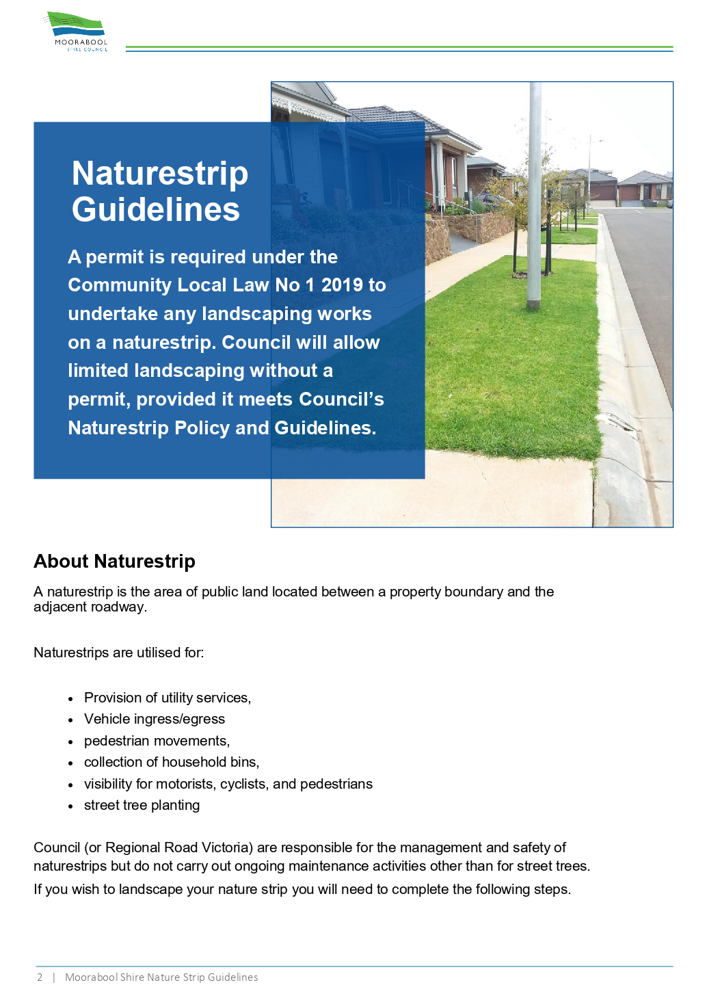 MOORABOOL
SHIRE COUNCIL
Naturestrip
Guidelines
A permit is required under the
Community Local Law No 1 2019 to
undertake any landscaping works
on a naturestrip. Council will allow
limited landscaping without a
permit, provided it meets Council’s
Naturestrip Policy and Guidelines.
About Naturestrip
A naturestrip is the area of public land located between a property boundary and the
adjacent roadway.
Naturestrips are utilised for:
• Provision of utility services,
• Vehicle ingress/egress
• pedestrian movements,
• collection of household bins,
• visibility for motorists, cyclists, and pedestrians
• street tree planting
Council (or Regional Road Victoria) are responsible for the management and safety of
naturestrips but do not carry out ongoing maintenance activities other than for street trees.
If you wish to landscape your nature strip you will need to complete the following steps.
2 | Moorabool Shire Nature Strip Guidelines